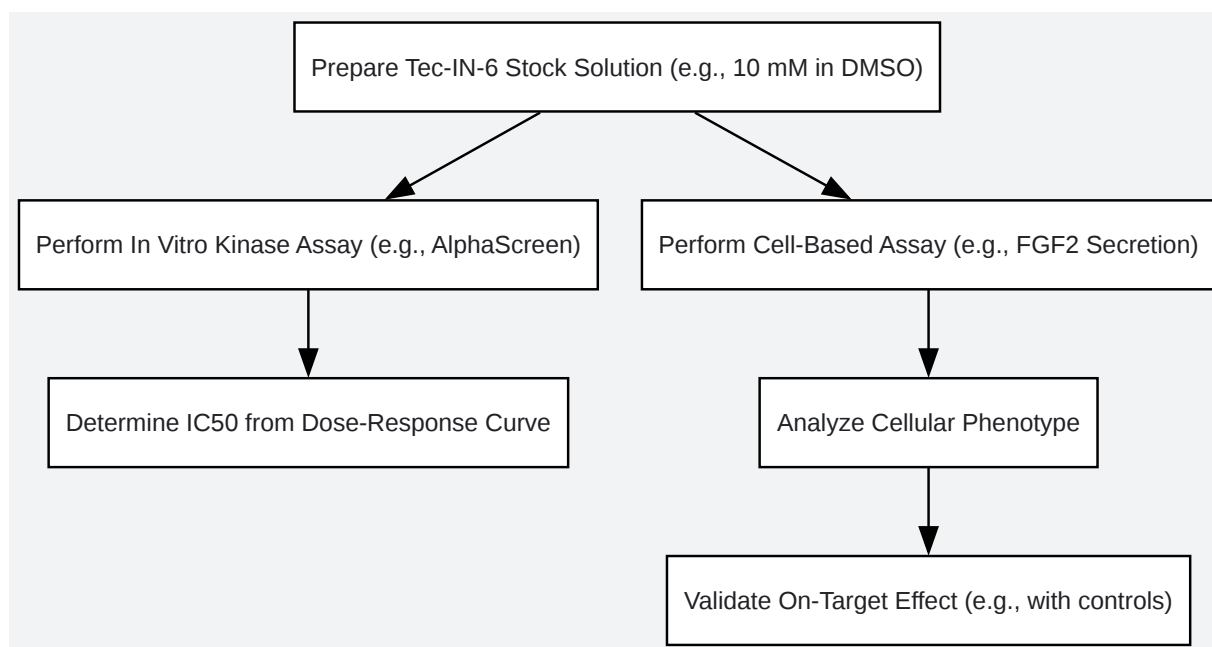 Prepare Tec-IN-6 Stock Solution (e.g., 10 mM in DMSO)
Perform In Vitro Kinase Assay (e.g., AlphaScreen)
Perform Cell-Based Assay (e.g., FGF2 Secretion)
Determine IC50 from Dose-Response Curve
Analyze Cellular Phenotype
Validate On-Target Effect (e.g., with controls)